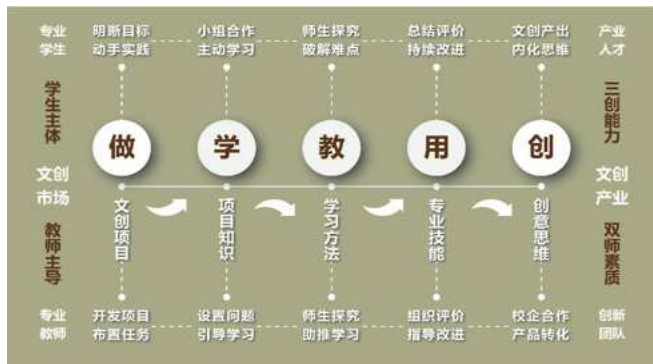 专业 明晰目标 小组合作 师生探究 总结评价 文创产出 产业
学生 动手实践 主动学习 破解难点 持续改进 内化思维 人才
学生主体
三创能力
做 学 教 用 创
文创
市场
文创
产业
文创项目
项目知识
学习方法
专业技能
创意思维
教师主导
双师素质
专业 开发项目 设置问题 师生探究 组织评价 校企合作 创新
教师 布置任务 引导学习 助推学习 指导改进 产品转化 团队